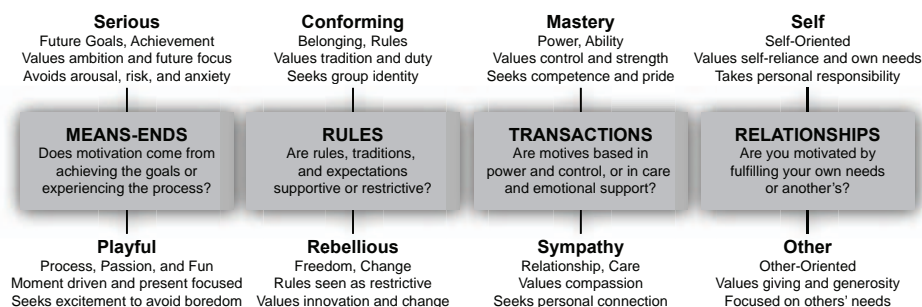 Serious
Future Goals, Achievement
Values ambition and future focus
Avoids arousal, risk, and anxiety
Conforming
Belonging, Rules
Values tradition and duty
Seeks group identity
Mastery
Power, Ability
Values control and strength
Seeks competence and pride
Self
Self-Oriented
Values self-reliance and own needs
Takes personal responsibility
MEANS-ENDS
Does motivation come from
achieving the goals or
experiencing the process?
RULES
Are rules, traditions,
and expectations
supportive or restrictive?
TRANSACTIONS
Are motives based in
power and control, or in care
and emotional support?
RELATIONSHIPS
Are you motivated by
fulfilling your own needs
or another's?
Playful
Process, Passion, and Fun
Moment driven and present focused
Seeks excitement to avoid boredom
Rebellious
Freedom, Change
Rules seen as restrictive
Values innovation and change
Sympathy
Relationship, Care
Values compassion
Seeks personal connection
Other
Other-Oriented
Values giving and generosity
Focused on others' needs